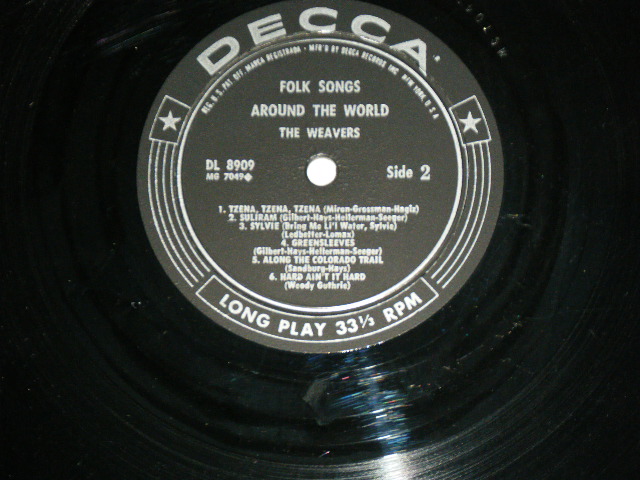 DECCA
REG. U. S. PAT. OFF. MARCA REGISTRADA • MF'D BY DECCA RECORDS INC. NEW YORK U S A
FOLK SONGS
AROUND THE WORLD
THE WEAVERS
DL 8909
MG 7049◆
Side 2
1. TZENA, TZENA, TZENA (Miron-Grossman-Hagiz)
2. SULIRAM (Gilbert-Hays-Hellerman-Seeger)
3. SYLVIE (Bring Me Li'l Water, Sylvie)
(Ledbetter-Lomax)
4. GREENSLEEVES
(Gilbert-Hays-Hellerman-Seeger)
5. ALONG THE COLORADO TRAIL
(Sandburg-Hays)
6. HARD AIN'T IT HARD
(Woody Guthrie)
LONG PLAY 33⅓ RPM